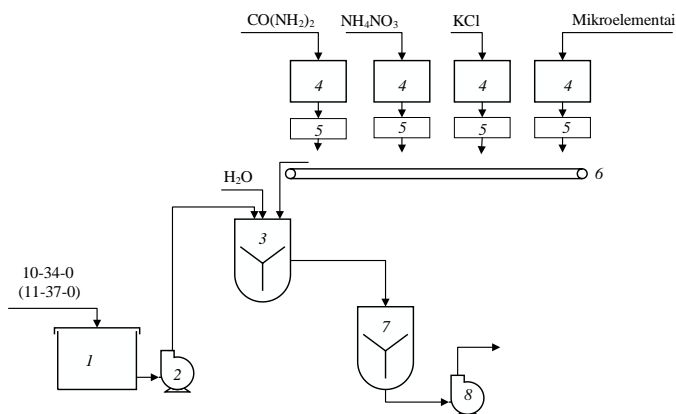 CO(NH₂)₂ NH₄NO₃ KCl Mikroelementai
4 4 4 4
5 5 5 5
6
H₂O
3
10-34-0
(11-37-0)
7
1 2
8